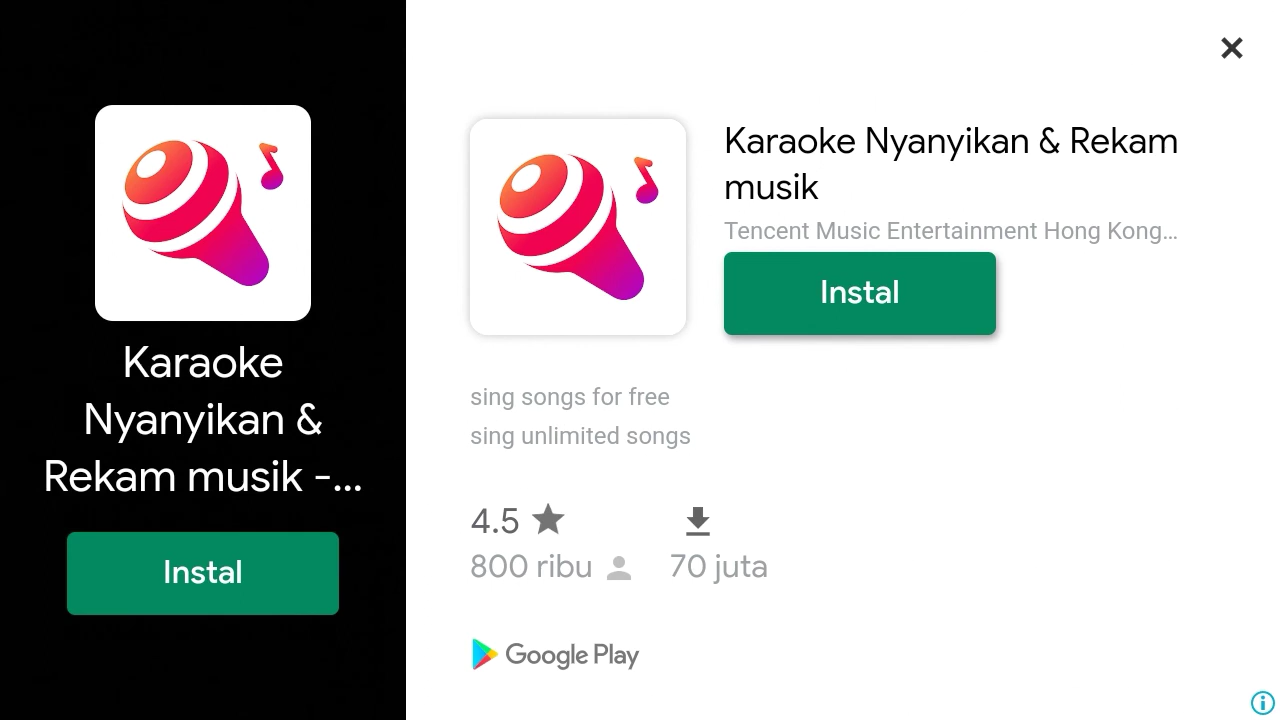 Karaoke
Nyanyikan &
Rekam musik -...
Instal
Karaoke Nyanyikan & Rekam
musik
Tencent Music Entertainment Hong Kong...
Instal
sing songs for free
sing unlimited songs
4.5
800 ribu
70 juta
Google Play